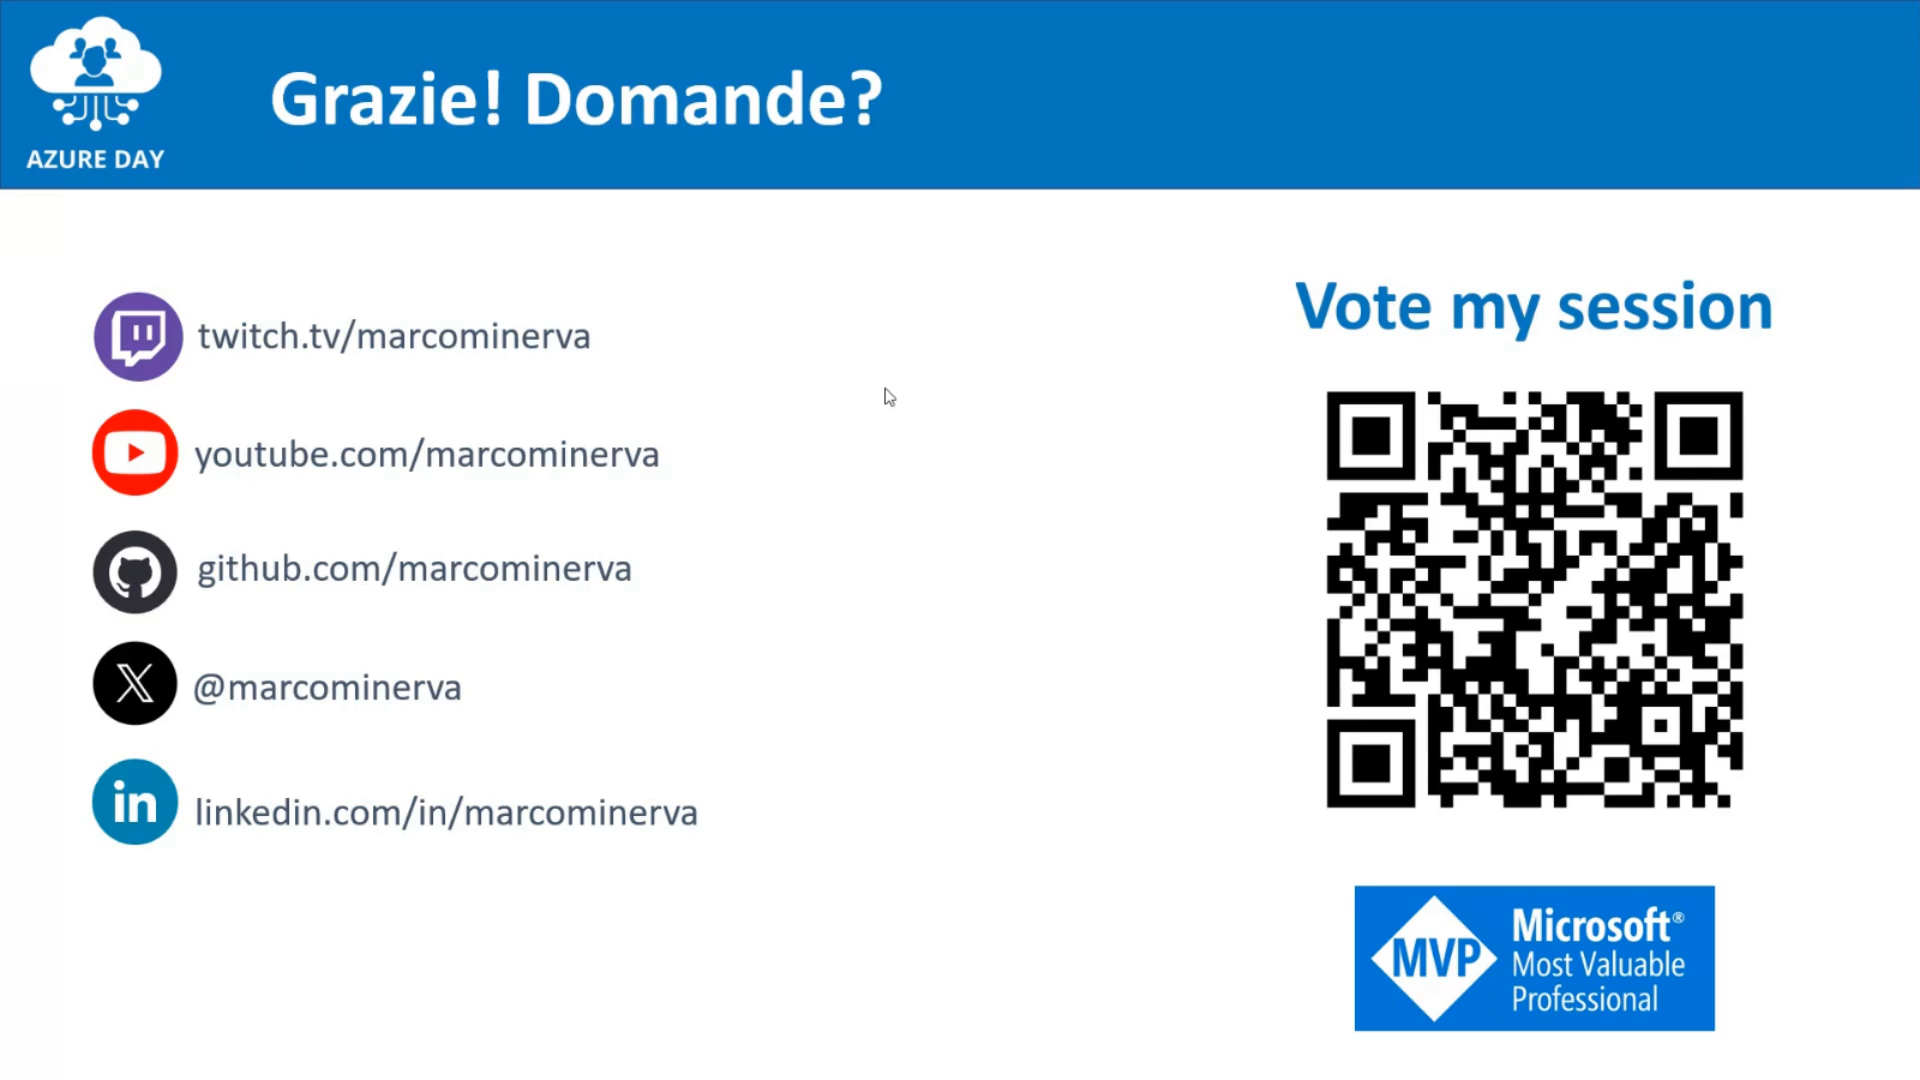 Grazie! Domande?
AZURE DAY
twitch.tv/marcominerva
youtube.com/marcominerva
github.com/marcominerva
@marcominerva
linkedin.com/in/marcominerva
Vote my session
MVP
Microsoft®
Most Valuable
Professional